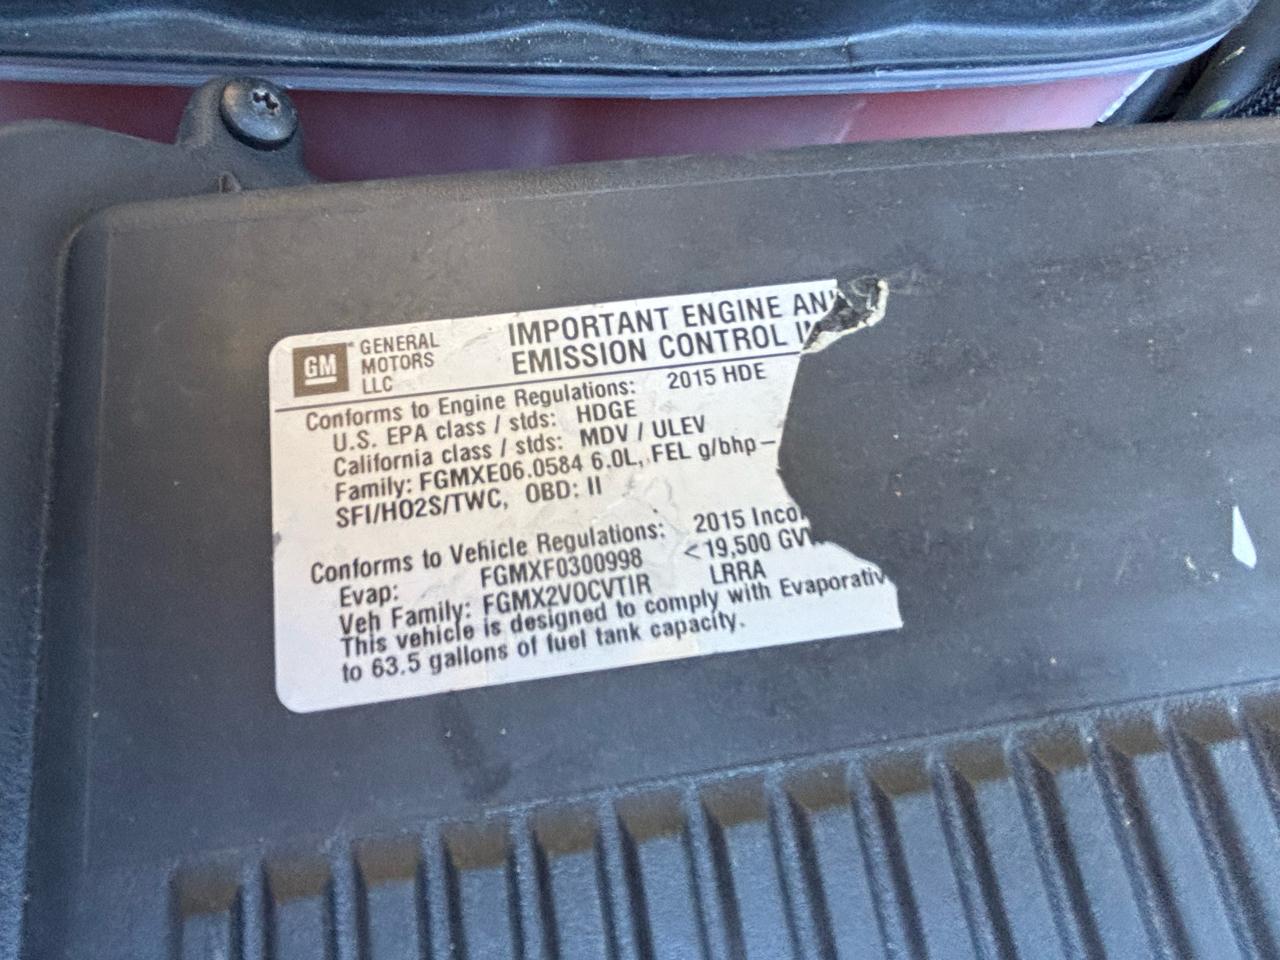 GM
GENERAL
MOTORS
LLC
IMPORTANT ENGINE AN
EMISSION CONTROL
Conforms to Engine Regulations: 2015 HDE
U.S. EPA class / stds: HDGE
California class / stds: MDV / ULEV
Family: FGMXE06.0584 6.0L, FEL g/bhp-
SFI/HO2S/TWC, OBD: II
Conforms to Vehicle Regulations: 2015 Inco
Evap: FGMXF0300998 <19,500 GV
Veh Family: FGMX2VOCVTIR LRRA
This vehicle is designed to comply with Evaporativ
to 63.5 gallons of fuel tank capacity.